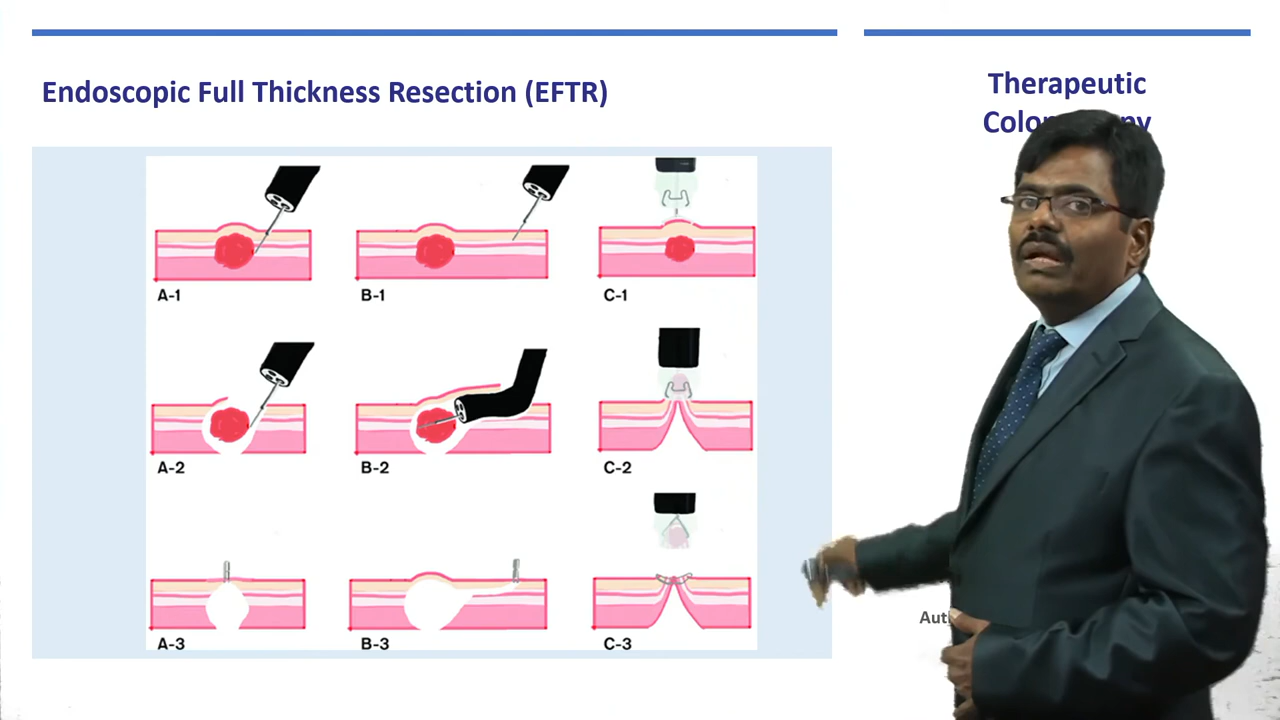 Endoscopic Full Thickness Resection (EFTR)
Therapeutic
A-1
B-1
C-1
A-2
B-2
C-2
A-3
B-3
C-3